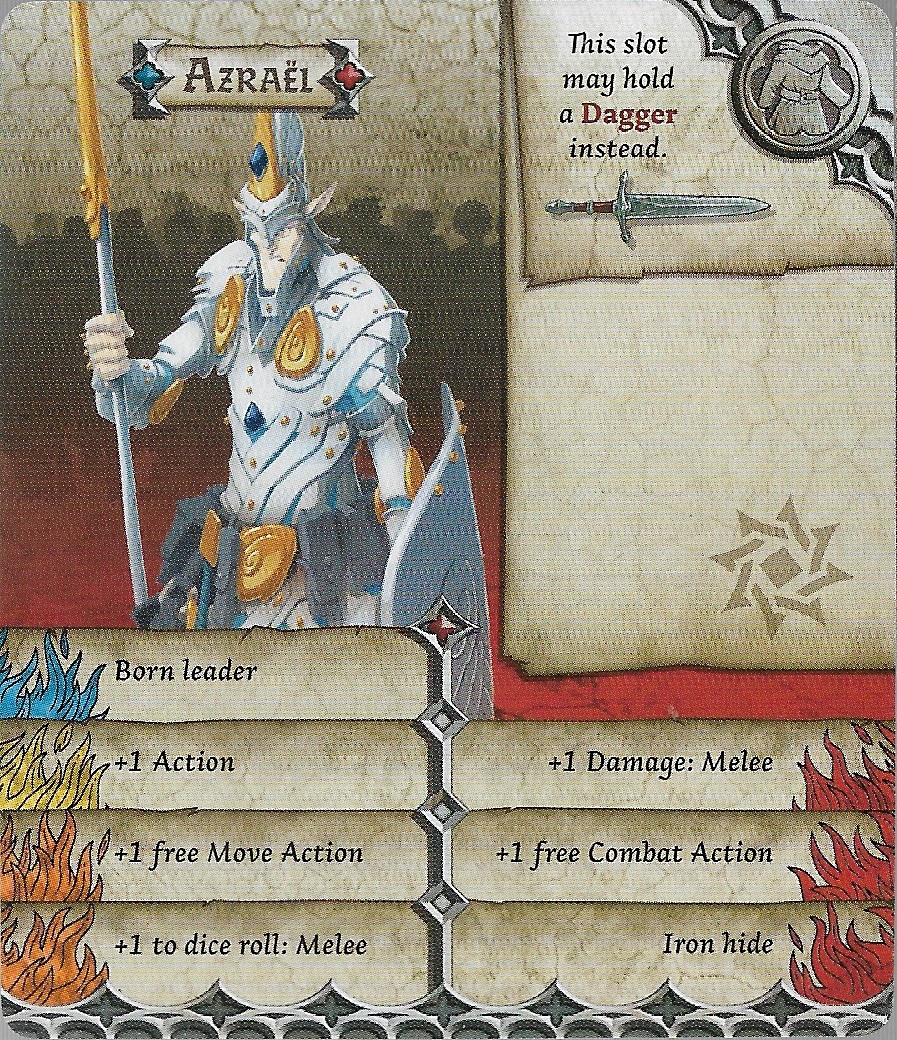 AZRAËL
This slot
may hold
a Dagger
instead.
Born leader
+1 Action
+1 free Move Action
+1 to dice roll: Melee
+1 Damage: Melee
+1 free Combat Action
Iron hide